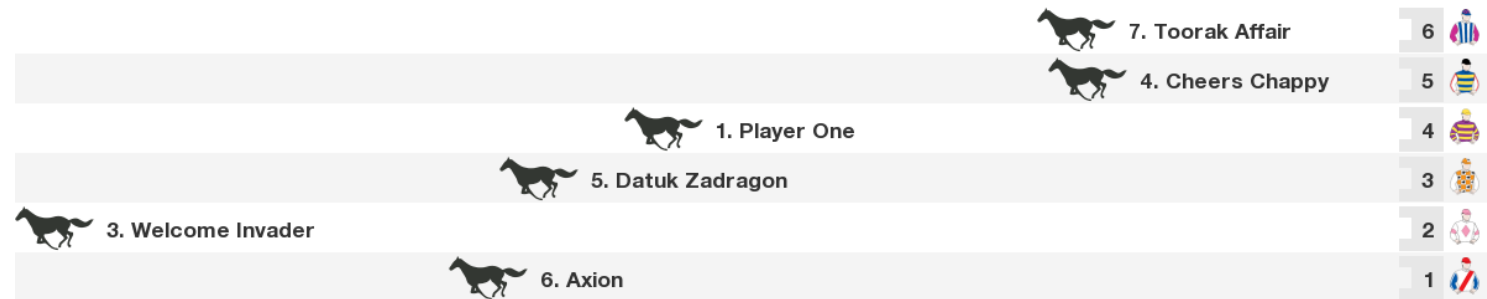 7. Toorak Affair 6
4. Cheers Chappy 5
1. Player One 4
5. Datuk Zadragon 3
3. Welcome Invader 2
6. Axion 1